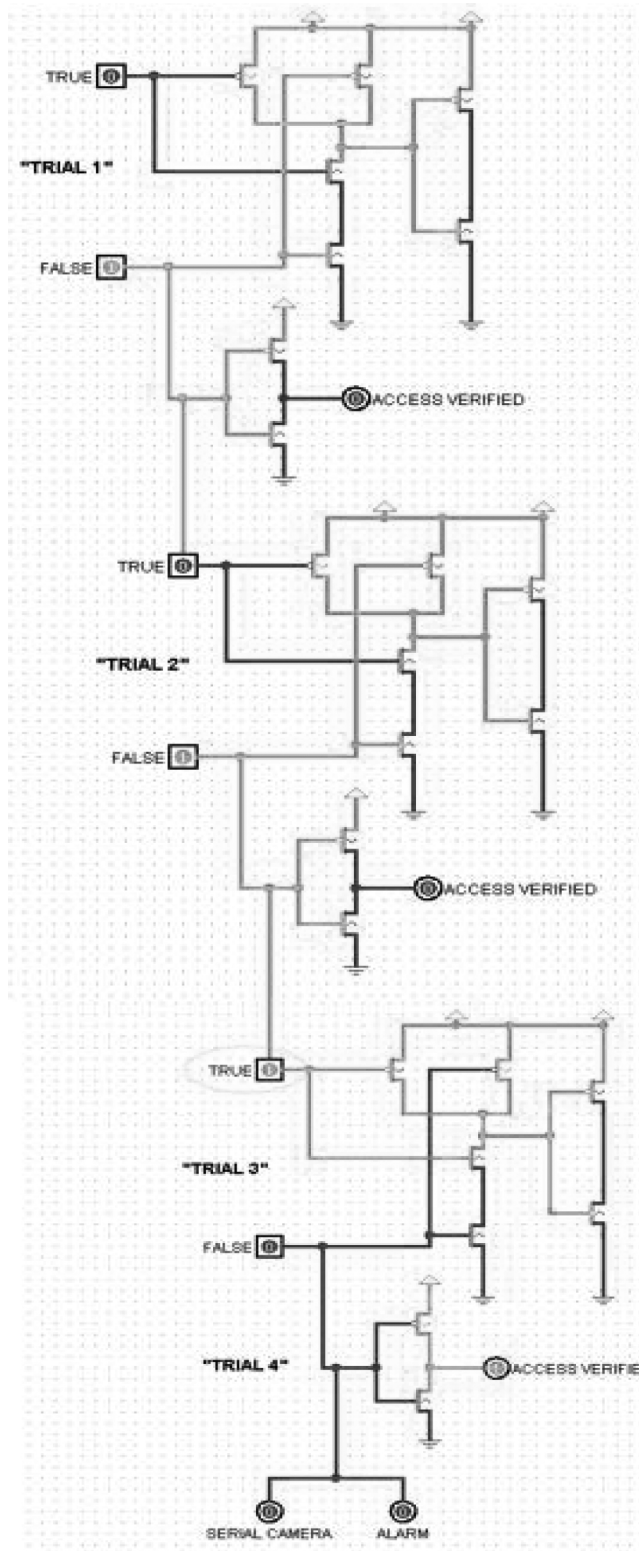 TRUE
"TRIAL 1"
FALSE
ACCESS VERIFIED
TRUE
"TRIAL 2"
FALSE
ACCESS VERIFIED
TRUE
"TRIAL 3"
FALSE
"TRIAL 4"
ACCESS VERIFIE
SERIAL CAMERA ALARM